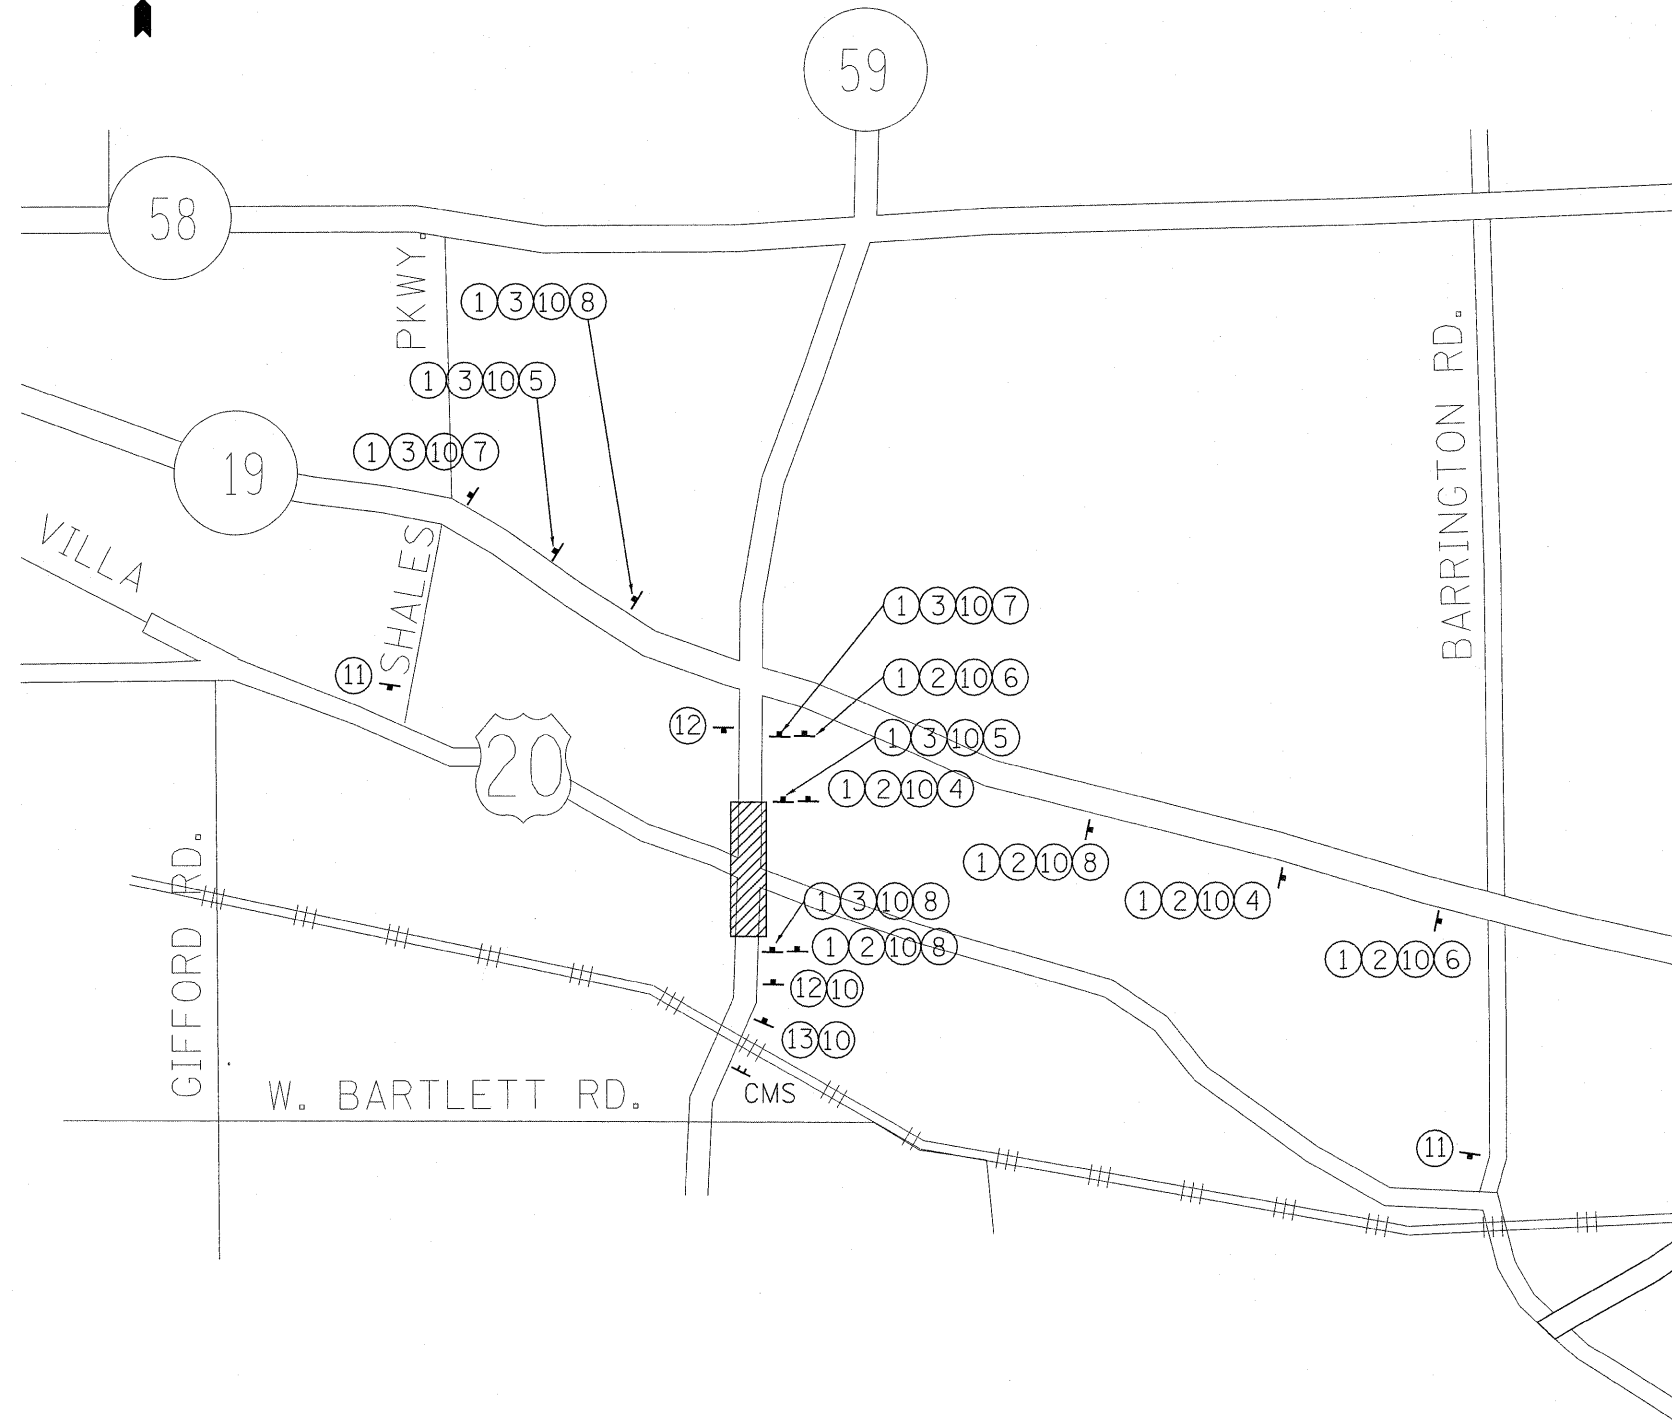 59
58
PKWY.
1 3 10 8
1 3 10 5
1 3 10 7
19
VILLA
SHALES
11
BARRINGTON RD.
1 3 10 7
1 2 10 6
12
1 3 10 5
20
1 2 10 4
1 2 10 8
1 2 10 4
1 3 10 8
1 2 10 8
1 2 10 6
12 10
13 10
GIFFORD RD.
W. BARTLETT RD.
CMS
11